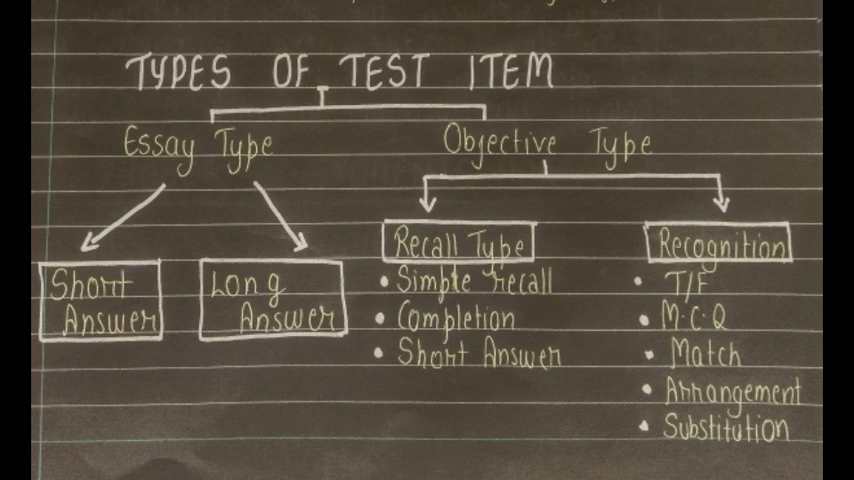 TYPES OF TEST ITEM
Essay Type
Objective Type
Short
Answer
Long
Answer
Recall Type
• Simple recall
• Completion
• Short Answer
Recognition
• T/F
• M.C.Q
• Match
• Arrangement
• Substitution